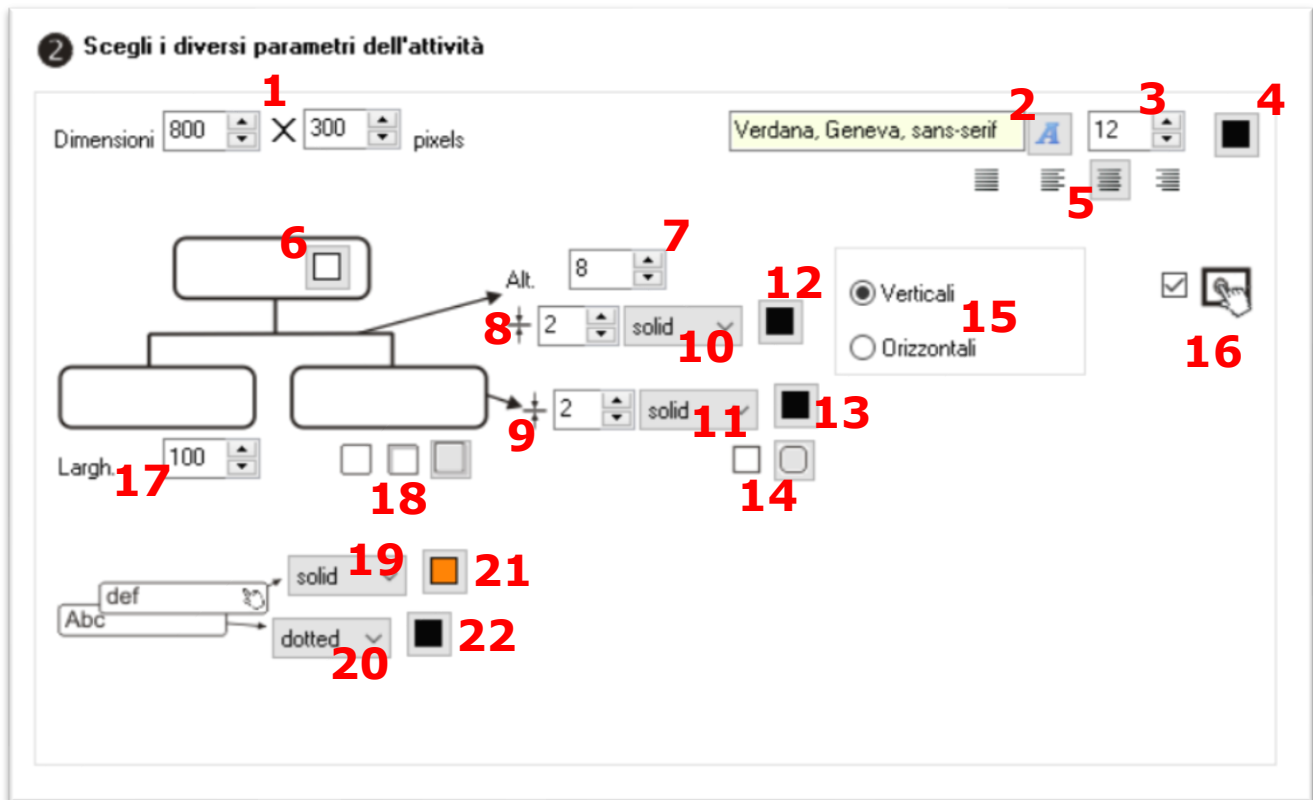 2 Scegli i diversi parametri dell'attività
1 2 3 4
Dimensioni 800 X 300 pixels Verdana, Geneva, sans-serif A 12
5
6 7
Alt. 8
12
8 2 solid 10
Verticali
15
Orizzontali
16
9 2 solid 11 13
Largh. 17 100 18 14
19
solid 21
def
Abc
dotted 22
20